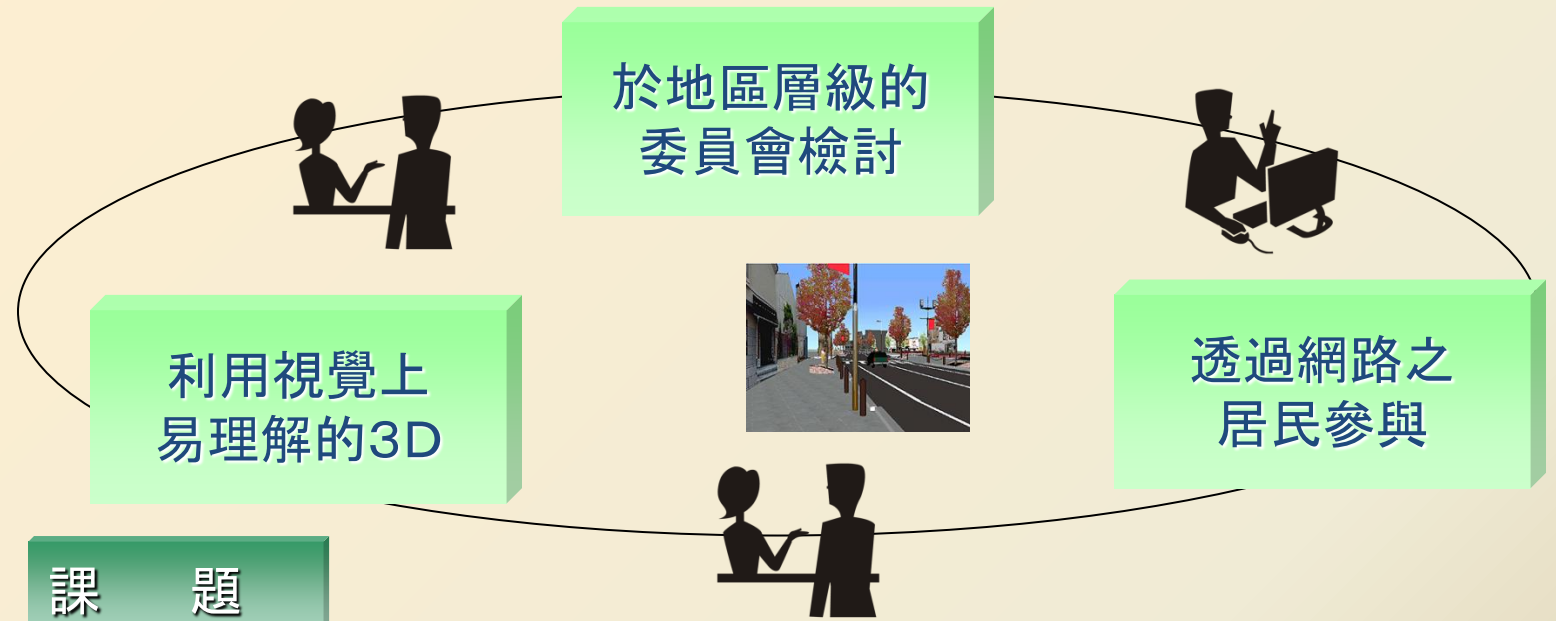 於地區層級的
委員會檢討
利用視覺上
易理解的3D
透過網路之
居民參與
課 題